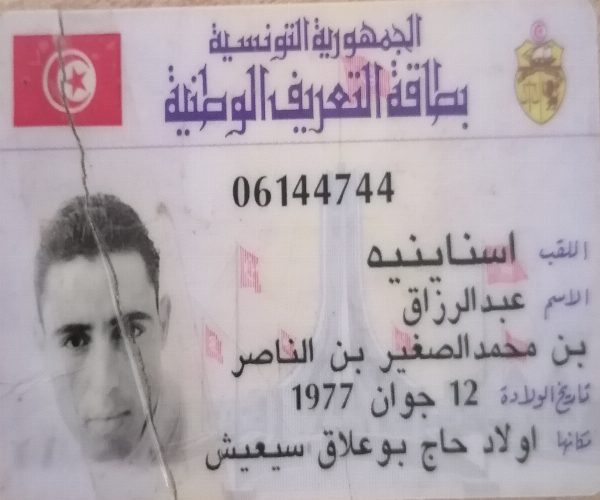 الجمهورية التونسية
بطاقة التعريف الوطنية
06144744
اللقب اسناينيه
الاسم عبدالرزاق
بن محمدالصغير بن الناصر
تاريخ الولادة 12 جوان 1977
مكانها اولاد حاج بوعلاق سيعيش